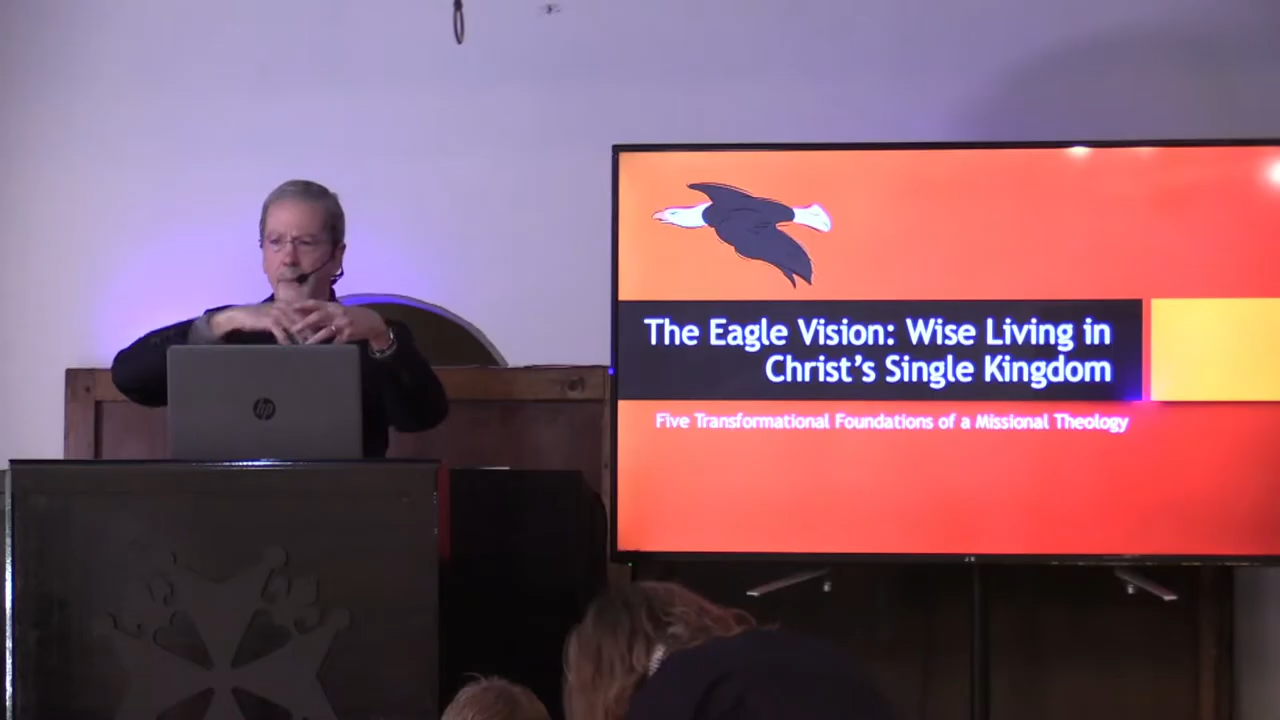 The Eagle Vision: Wise Living in
Christ's Single Kingdom
Five Transformational Foundations of a Missional Theology
hp